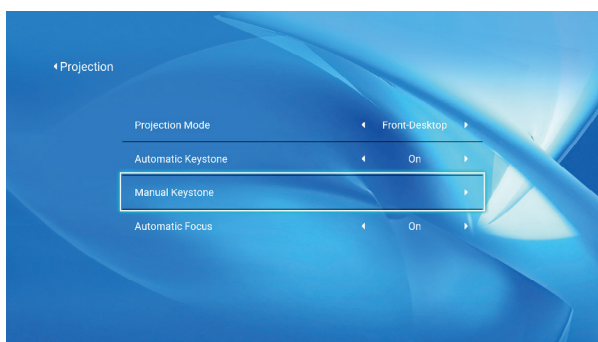 Projection
Projection Mode Front-Desktop
Automatic Keystone On
Manual Keystone
Automatic Focus On